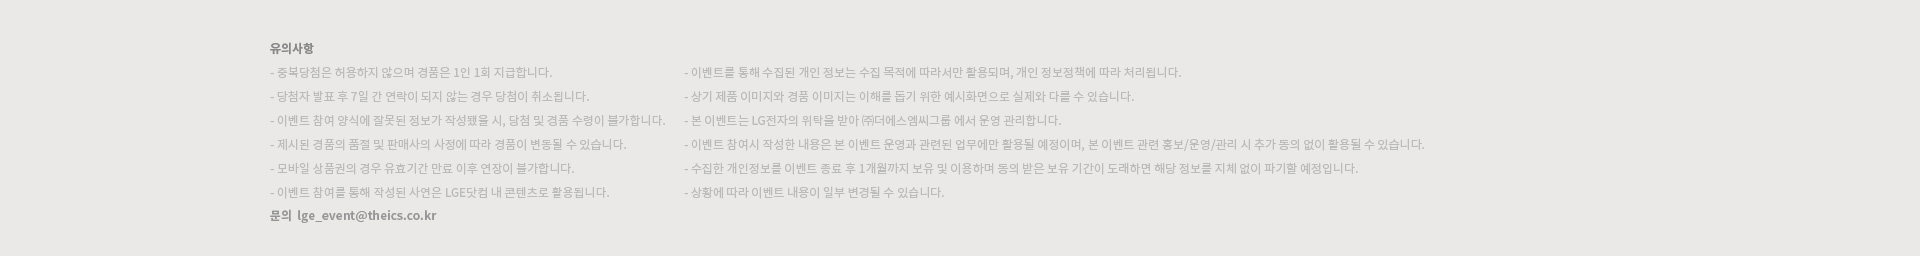 유의사항
- 중복당첨은 허용하지 않으며 경품은 1인 1회 지급합니다.
- 당첨자 발표 후 7일 간 연락이 되지 않는 경우 당첨이 취소됩니다.
- 이벤트 참여 양식에 잘못된 정보가 작성됐을 시, 당첨 및 경품 수령이 불가합니다.
- 제시된 경품의 품절 및 판매사의 사정에 따라 경품이 변동될 수 있습니다.
- 모바일 상품권의 경우 유효기간 만료 이후 연장이 불가합니다.
- 이벤트 참여를 통해 작성된 사연은 LGE닷컴 내 콘텐츠로 활용됩니다.
- 이벤트를 통해 수집된 개인 정보는 수집 목적에 따라서만 활용되며, 개인 정보정책에 따라 처리됩니다.
- 상기 제품 이미지와 경품 이미지는 이해를 돕기 위한 예시화면으로 실제와 다를 수 있습니다.
- 본 이벤트는 LG전자의 위탁을 받아 ㈜더에스엠씨그룹 에서 운영 관리합니다.
- 이벤트 참여시 작성한 내용은 본 이벤트 운영과 관련된 업무에만 활용될 예정이며, 본 이벤트 관련 홍보/운영/관리 시 추가 동의 없이 활용될 수 있습니다.
- 수집한 개인정보를 이벤트 종료 후 1개월까지 보유 및 이용하며 동의 받은 보유 기간이 도래하면 해당 정보를 지체 없이 파기할 예정입니다.
- 상황에 따라 이벤트 내용이 일부 변경될 수 있습니다.
문의 lge_event@theics.co.kr